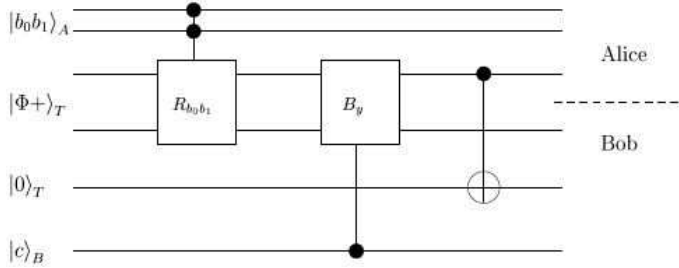 |b₀b₁⟩_A
Alice
|Φ+⟩_T
R_{b₀b₁}
B_y
Bob
|0⟩_T
|c⟩_B